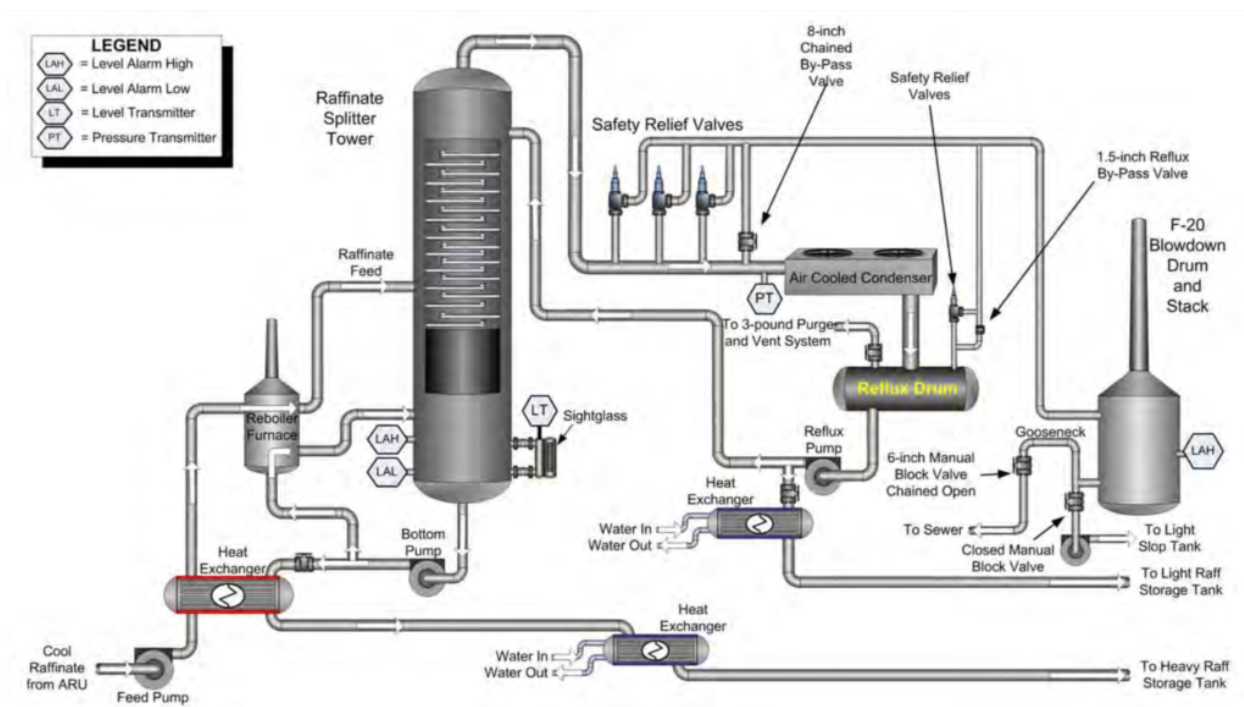 LEGEND
LAH = Level Alarm High
LAL = Level Alarm Low
LT = Level Transmitter
PT = Pressure Transmitter
Raffinate
Splitter
Tower
8-inch
Chained
By-Pass
Valve
Safety Relief
Valves
Safety Relief Valves
1.5-inch Reflux
By-Pass Valve
F-20
Blowdown
Drum
and
Stack
Raffinate
Feed
Air Cooled Condenser
PT
To 3-pound Purge
and Vent System
Reflux Drum
Reboiler
Furnace
LT
Sightglass
LAH
LAL
Reflux
Pump
Gooseneck
LAH
6-inch Manual
Block Valve
Chained Open
Heat
Exchanger
Water In
Water Out
To Sewer
Closed Manual
Block Valve
To Light
Slop Tank
Bottom
Pump
Heat
Exchanger
To Light Raff
Storage Tank
Heat
Exchanger
Water In
Water Out
Cool
Raffinate
from ARU
Feed Pump
To Heavy Raff
Storage Tank